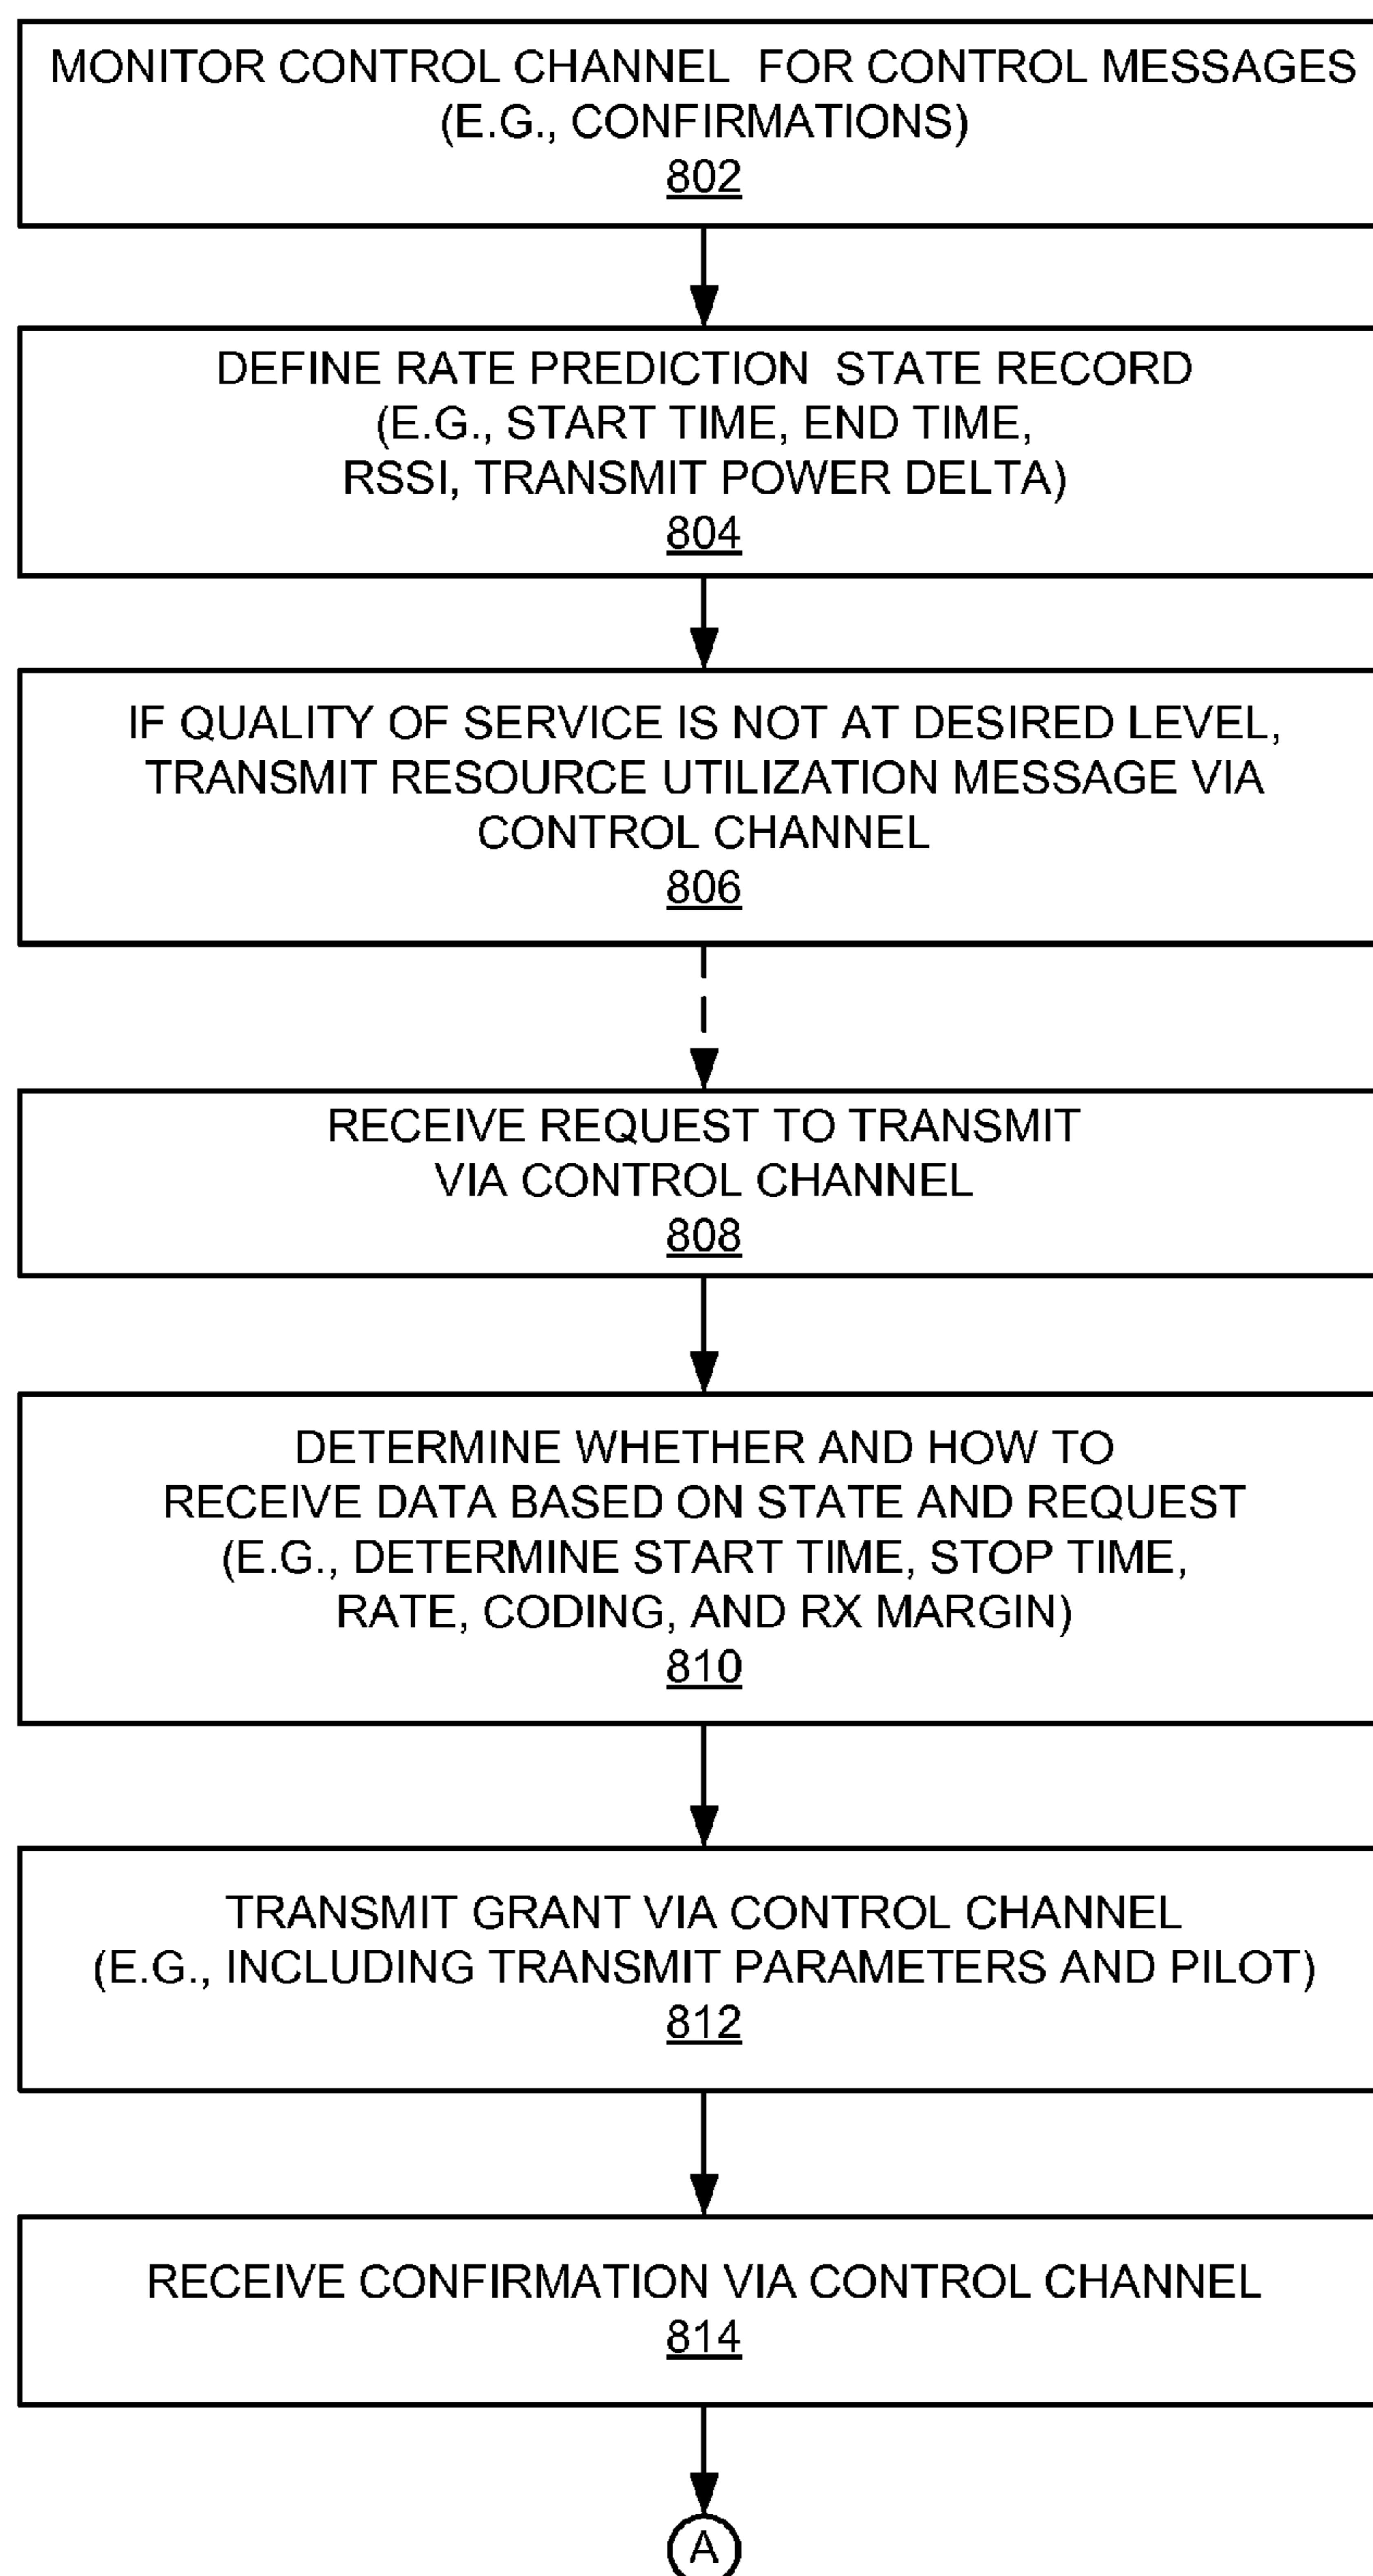 MONITOR CONTROL CHANNEL FOR CONTROL MESSAGES
(E.G., CONFIRMATIONS)
802
DEFINE RATE PREDICTION STATE RECORD
(E.G., START TIME, END TIME,
RSSI, TRANSMIT POWER DELTA)
804
IF QUALITY OF SERVICE IS NOT AT DESIRED LEVEL,
TRANSMIT RESOURCE UTILIZATION MESSAGE VIA
CONTROL CHANNEL
806
RECEIVE REQUEST TO TRANSMIT
VIA CONTROL CHANNEL
808
DETERMINE WHETHER AND HOW TO
RECEIVE DATA BASED ON STATE AND REQUEST
(E.G., DETERMINE START TIME, STOP TIME,
RATE, CODING, AND RX MARGIN)
810
TRANSMIT GRANT VIA CONTROL CHANNEL
(E.G., INCLUDING TRANSMIT PARAMETERS AND PILOT)
812
RECEIVE CONFIRMATION VIA CONTROL CHANNEL
814
A